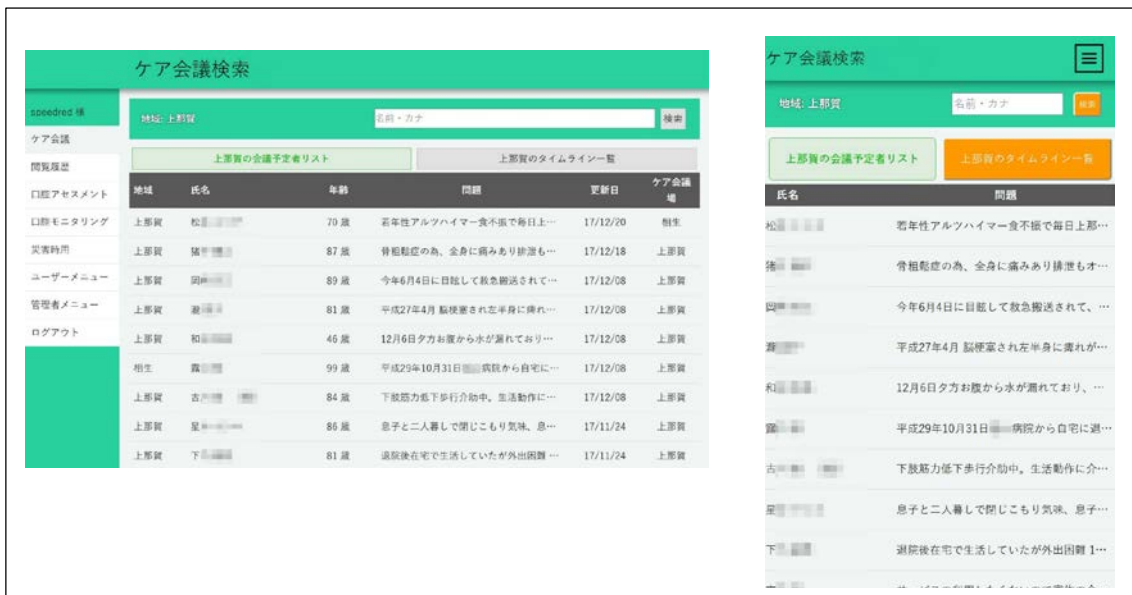 ケア会議検索
speedred 様
ケア会議
閲覧履歴
口腔アセスメント
口腔モニタリング
災害時用
ユーザーメニュー
管理者メニュー
ログアウト
地域: 上那賀 名前・カナ 検索
上那賀の会議予定者リスト 上那賀のタイムライン一覧
地域 氏名 年齢 問題 更新日 ケア会議場
上那賀 松 70 歳 若年性アルツハイマー食不振で毎日上… 17/12/20 相生
上那賀 猪 87 歳 骨粗鬆症の為、全身に痛みあり排泄も… 17/12/18 上那賀
上那賀 岡 89 歳 今年6月4日に目眩して救急搬送されて… 17/12/08 上那賀
上那賀 81 歳 平成27年4月 脳梗塞され左半身に痺れ… 17/12/08 上那賀
上那賀 和 46 歳 12月6日夕方お腹から水が漏れており… 17/12/08 上那賀
相生 99 歳 平成29年10月31日 病院から自宅に… 17/12/08 上那賀
上那賀 古 84 歳 下肢筋力低下歩行介助中。生活動作に… 17/12/08 上那賀
上那賀 星 86 歳 息子と二人暮しで閉じこもり気味、息… 17/11/24 上那賀
上那賀 下 81 歳 退院後在宅で生活していたが外出困難 … 17/11/24 上那賀
ケア会議検索
地域: 上那賀 名前・カナ 検索
上那賀の会議予定者リスト 上那賀のタイムライン一覧
氏名 問題
松 若年性アルツハイマー食不振で毎日上那…
猪 骨粗鬆症の為、全身に痛みあり排泄もオ…
岡 今年6月4日に目眩して救急搬送されて、…
平成27年4月 脳梗塞され左半身に痺れが…
和 12月6日夕方お腹から水が漏れており、…
平成29年10月31日 病院から自宅に退…
古 下肢筋力低下歩行介助中。生活動作に介…
星 息子と二人暮しで閉じこもり気味、息子…
下 退院後在宅で生活していたが外出困難 1…